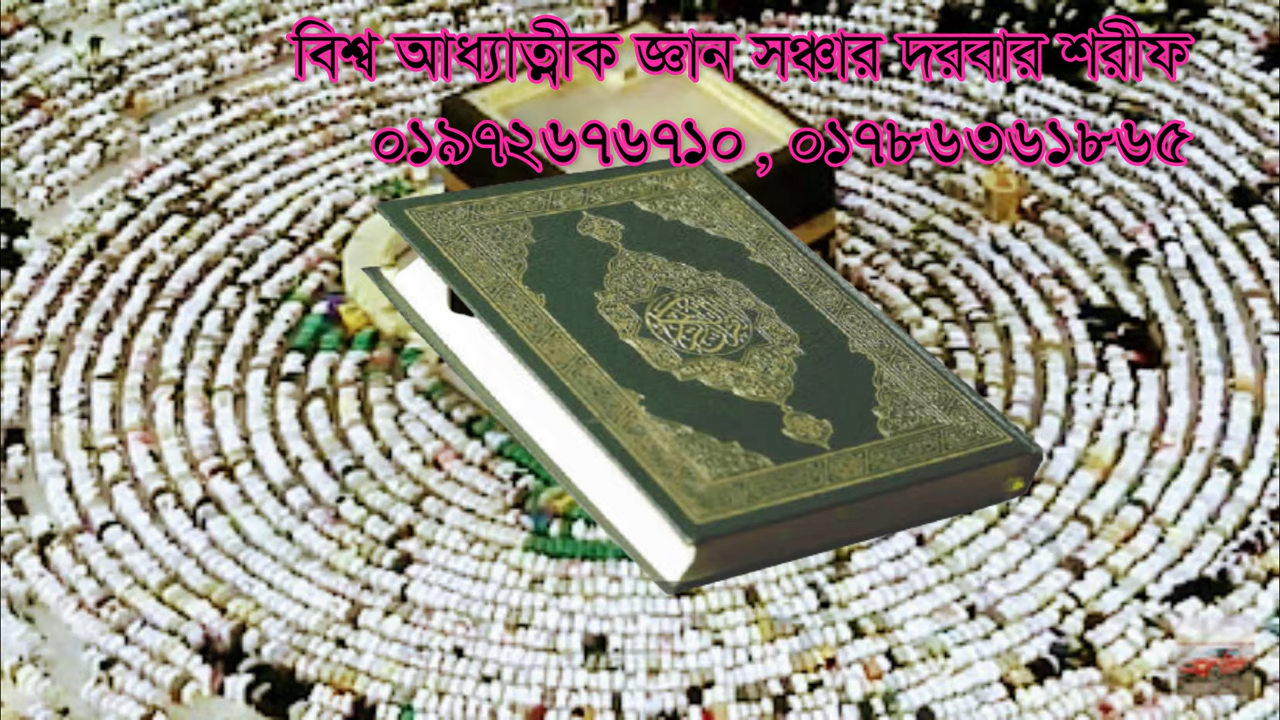 বিশ্ব আধ্যাত্নীক জ্ঞান সঞ্চার দরবার শরীফ
০১৯৭২৬৭৬৭১০ , ০১৭৮৬৩৬১৮৬৫